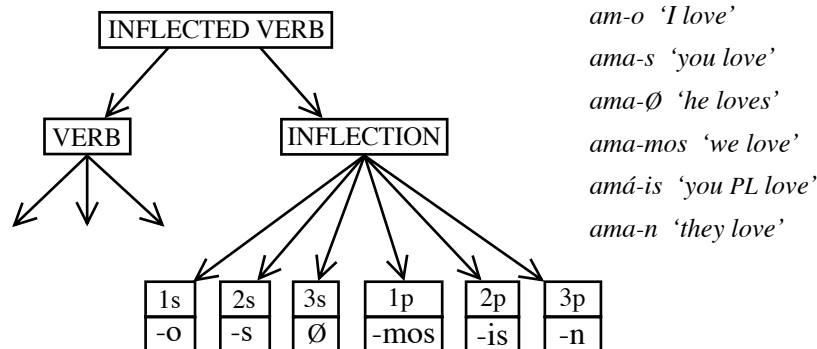 INFLECTED VERB
VERB
INFLECTION
1s 2s 3s 1p 2p 3p
-o -s Ø -mos -is -n
am-o ‘I love’
ama-s ‘you love’
ama-Ø ‘he loves’
ama-mos ‘we love’
amá-is ‘you PL love’
ama-n ‘they love’